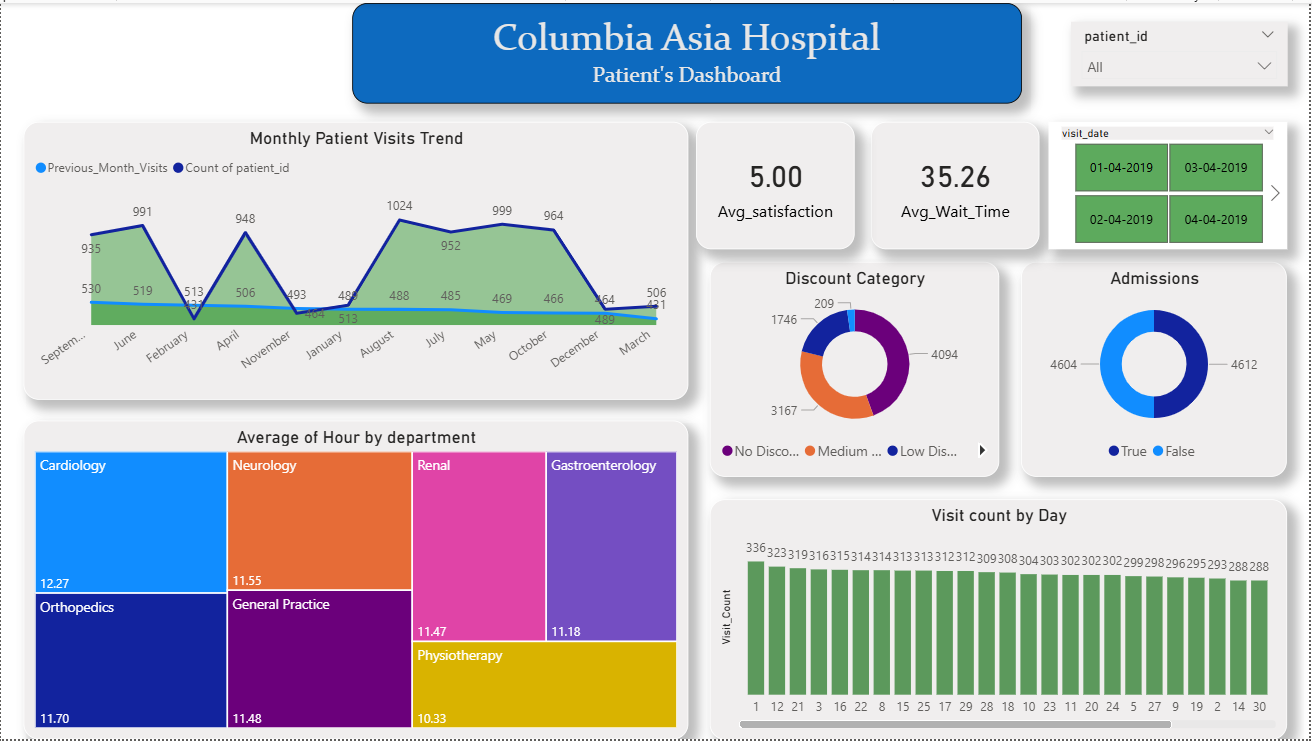 Columbia Asia Hospital
Patient's Dashboard
patient_id
All
Monthly Patient Visits Trend
Previous_Month_Visits Count of patient_id
935 991 948 1024 952 999 964
530 519 513 431 506 493 464 489 513 488 485 469 466 464 489 506 431
Septem... June February April November January August July May October December March
5.00
Avg_satisfaction
35.26
Avg_Wait_Time
visit_date
01-04-2019 03-04-2019
02-04-2019 04-04-2019
Discount Category
209
1746
4094
3167
No Disco... Medium ... Low Dis...
Admissions
4604 4612
True False
Average of Hour by department
Cardiology
12.27
Neurology
11.55
Renal
11.47
Gastroenterology
11.18
Orthopedics
11.70
General Practice
11.48
Physiotherapy
10.33
Visit count by Day
Visit_Count
336 323 319 316 315 314 314 313 313 312 312 309 308 304 303 302 302 302 299 298 296 295 293 288 288
1 12 21 3 16 22 8 15 25 17 29 28 18 10 23 11 20 24 5 27 9 19 2 14 30